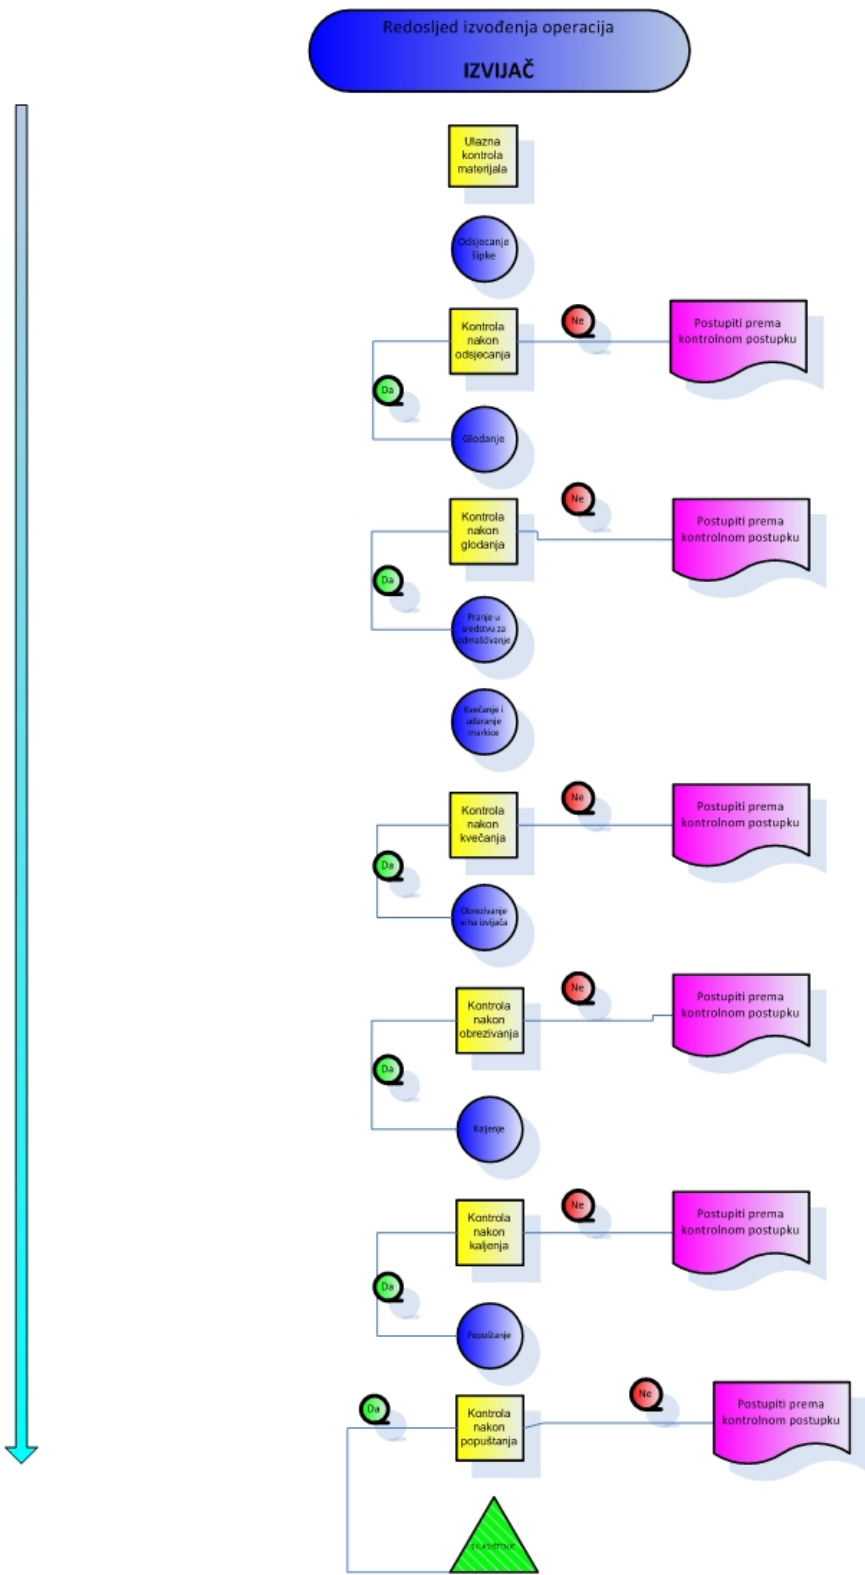 Redosljed izvođenja operacija
IZVIJAČ
Ulazna
kontrola
materijala
Odsjecanje
šipke
Kontrola
nakon
odsjecanja
Ne
Postupiti prema
kontrolnom postupku
Da
Glodanje
Kontrola
nakon
glodanja
Ne
Postupiti prema
kontrolnom postupku
Da
Pranje u
sredstvu za
odmašćivanje
Kvečanje i
udaranje
markice
Kontrola
nakon
kvečanja
Ne
Postupiti prema
kontrolnom postupku
Da
Obrezivanje
vrha izvijača
Kontrola
nakon
obrezivanja
Ne
Postupiti prema
kontrolnom postupku
Da
Kaljenje
Kontrola
nakon
kaljenja
Ne
Postupiti prema
kontrolnom postupku
Da
Popuštanje
Da
Kontrola
nakon
popuštanja
Ne
Postupiti prema
kontrolnom postupku